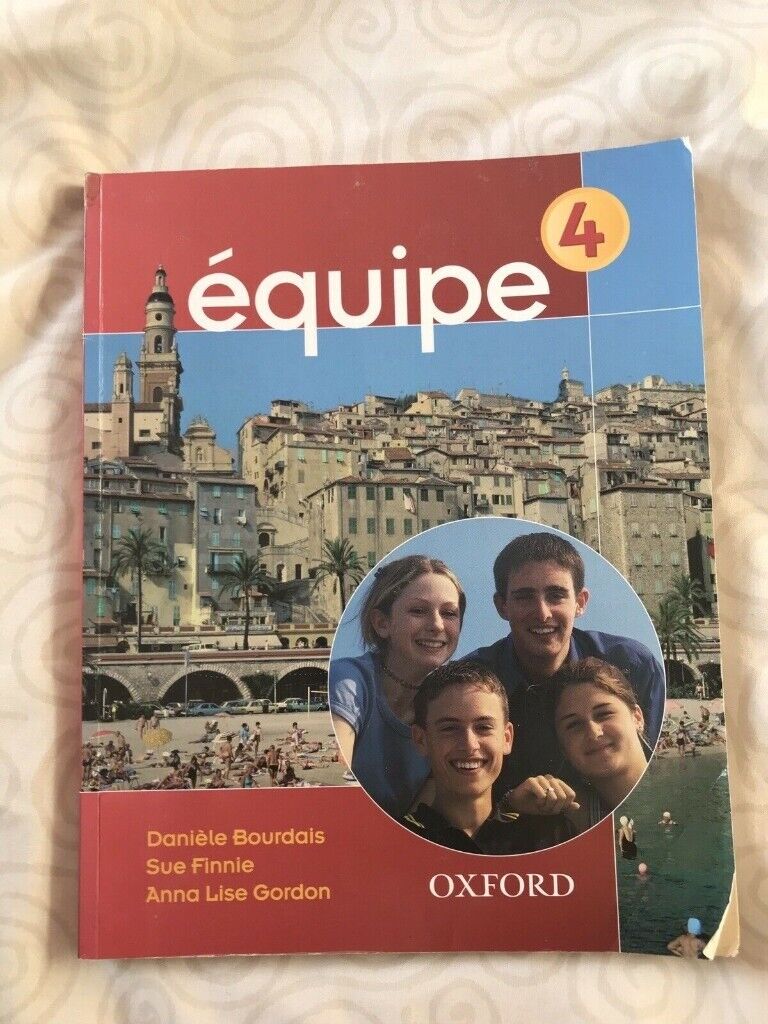 4
équipe
Danièle Bourdais
Sue Finnie
Anna Lise Gordon
OXFORD